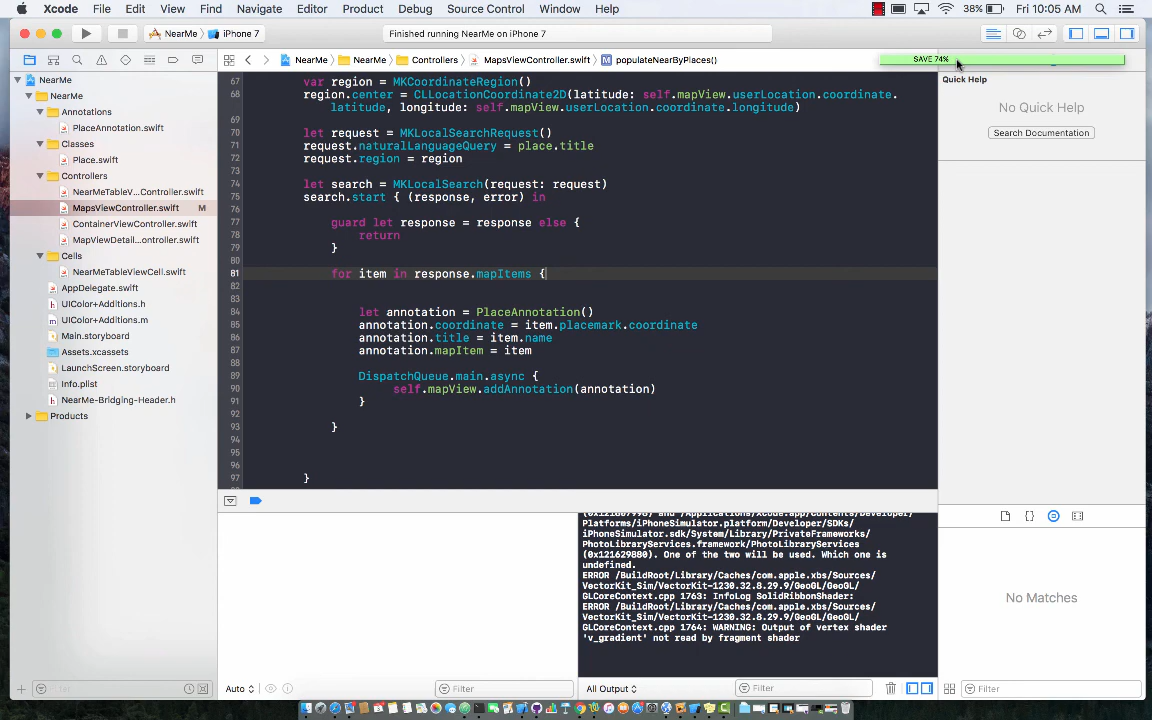 Xcode File Edit View Find Navigate Editor Product Debug Source Control Window Help 38% Fri 10:05 AM
NearMe iPhone 7 Finished running NearMe on iPhone 7
NearMe NearMe Controllers MapsViewController.swift M populateNearByPlaces()
SAVE 74%
NearMe
NearMe
Annotations
PlaceAnnotation.swift
Classes
Place.swift
Controllers
NearMeTableV...Controller.swift
MapsViewController.swift M
ContainerViewController.swift
MapViewDetail...ontroller.swift
Cells
NearMeTableViewCell.swift
AppDelegate.swift
UIColor+Additions.h
UIColor+Additions.m
Main.storyboard
Assets.xcassets
LaunchScreen.storyboard
Info.plist
NearMe-Bridging-Header.h
Products
67 var region = MKCoordinateRegion()
68 region.center = CLLocationCoordinate2D(latitude: self.mapView.userLocation.coordinate.
latitude, longitude: self.mapView.userLocation.coordinate.longitude)
69
70 let request = MKLocalSearchRequest()
71 request.naturalLanguageQuery = place.title
72 request.region = region
73
74 let search = MKLocalSearch(request: request)
75 search.start { (response, error) in
76
77 guard let response = response else {
78 return
79 }
80
81 for item in response.mapItems {
82
83
84 let annotation = PlaceAnnotation()
85 annotation.coordinate = item.placemark.coordinate
86 annotation.title = item.name
87 annotation.mapItem = item
88
89 DispatchQueue.main.async {
90 self.mapView.addAnnotation(annotation)
91 }
92
93 }
94
95
96
97 }
Quick Help
No Quick Help
Search Documentation
No Matches
(0x121867980) and /Applications/Xcode.app/Contents/Developer/
Platforms/iPhoneSimulator.platform/Developer/SDKs/
iPhoneSimulator.sdk/System/Library/PrivateFrameworks/
PhotoLibraryServices.framework/PhotoLibraryServices
(0x121629880). One of the two will be used. Which one is
undefined.
ERROR /BuildRoot/Library/Caches/com.apple.xbs/Sources/
VectorKit_Sim/VectorKit-1230.32.8.29.9/GeoGL/GeoGL/
GLCoreContext.cpp 1763: InfoLog SolidRibbonShader:
ERROR /BuildRoot/Library/Caches/com.apple.xbs/Sources/
VectorKit_Sim/VectorKit-1230.32.8.29.9/GeoGL/GeoGL/
GLCoreContext.cpp 1764: WARNING: Output of vertex shader
'v_gradient' not read by fragment shader
Auto Filter All Output Filter Filter